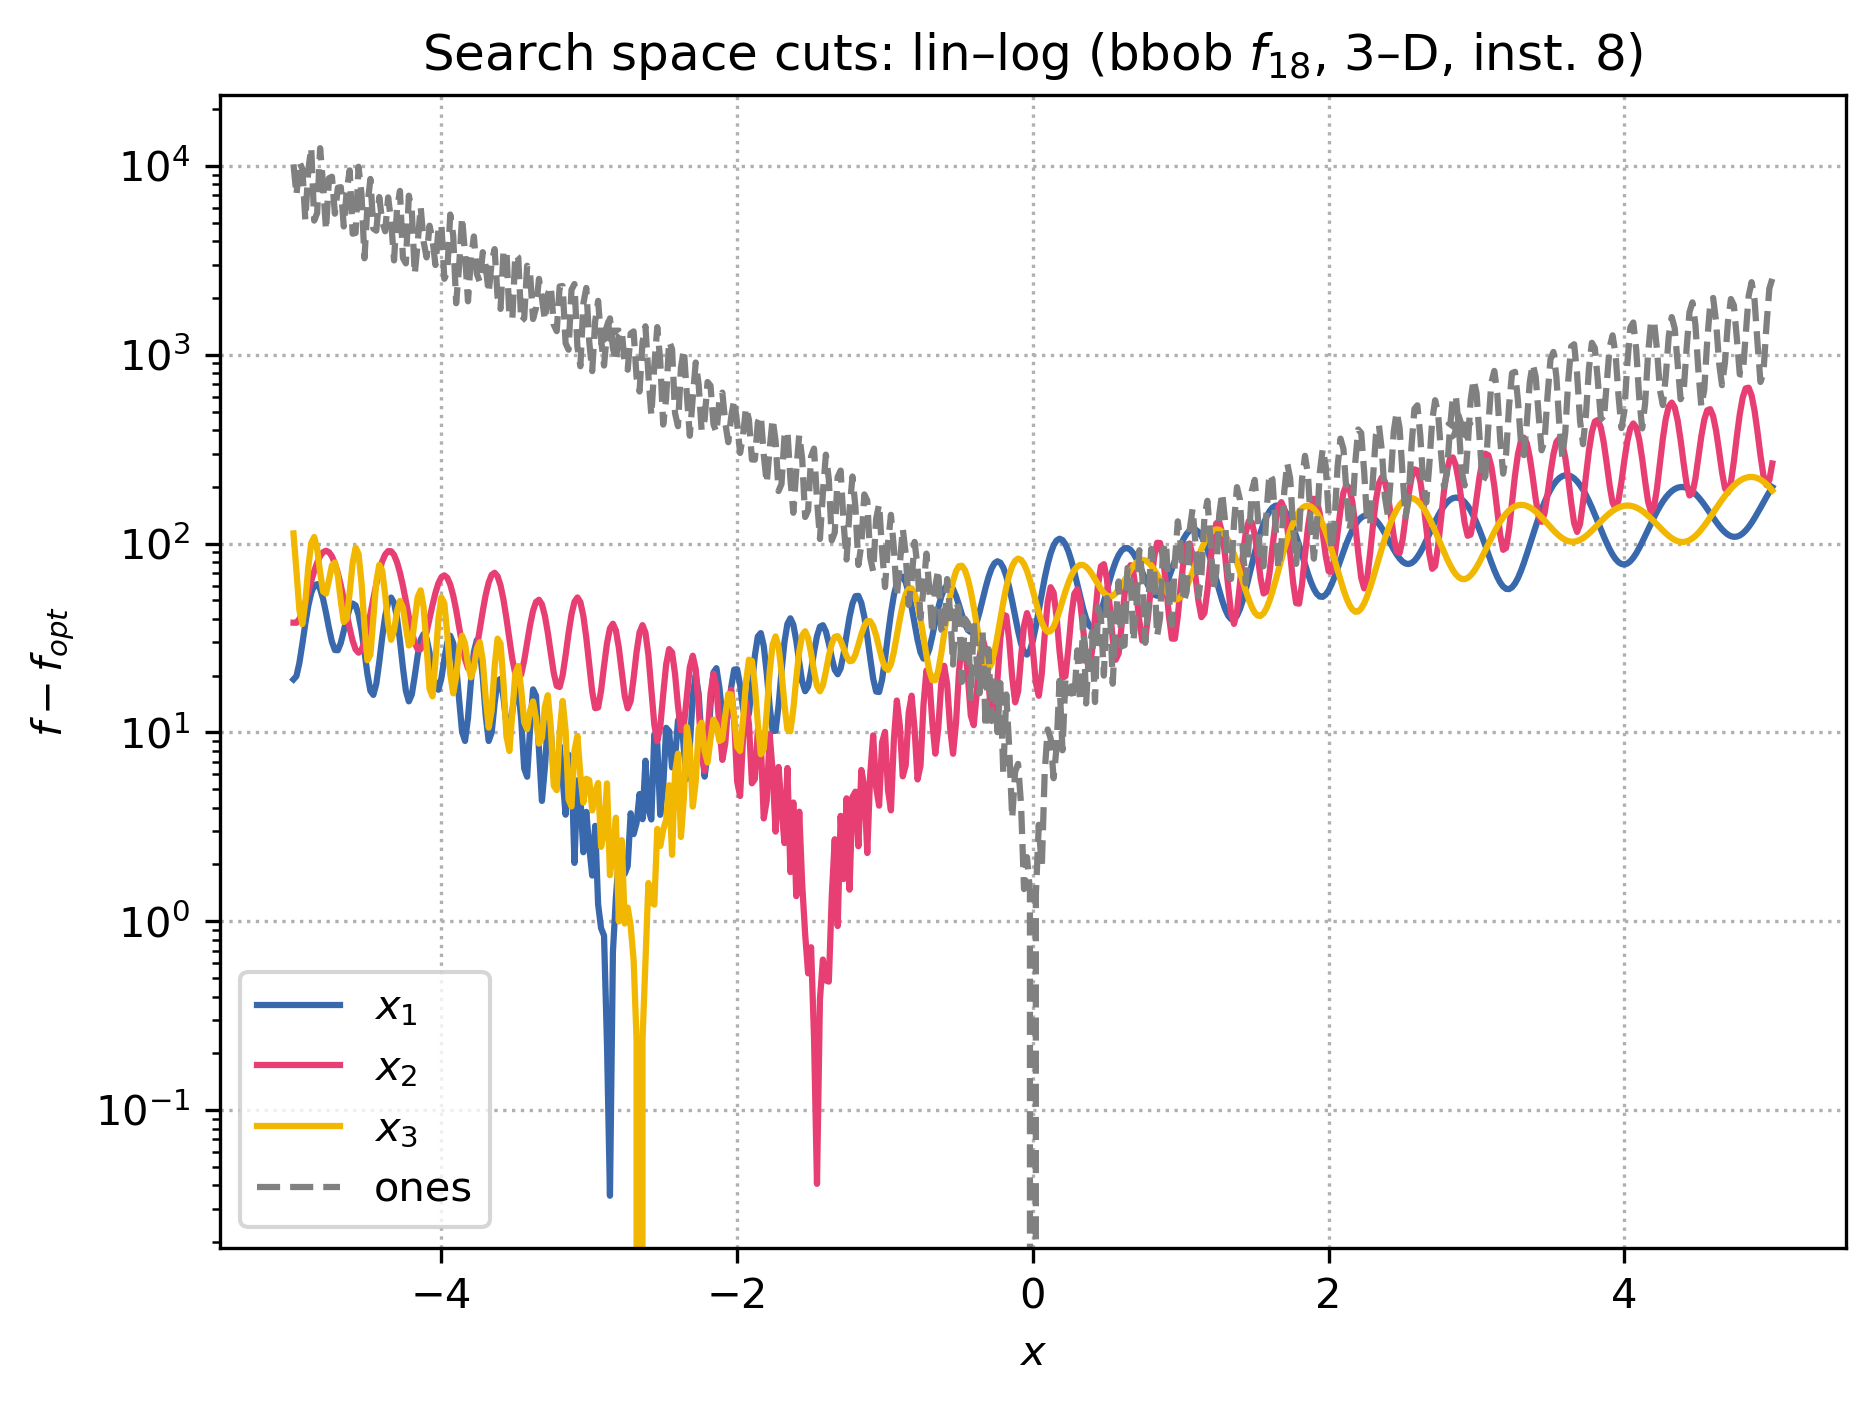 Search space cuts: lin–log (bbob f18, 3–D, inst. 8)
10^4
10^3
10^2
10^1
10^0
10^−1
f − fopt
x1
x2
x3
ones
−4 −2 0 2 4
x